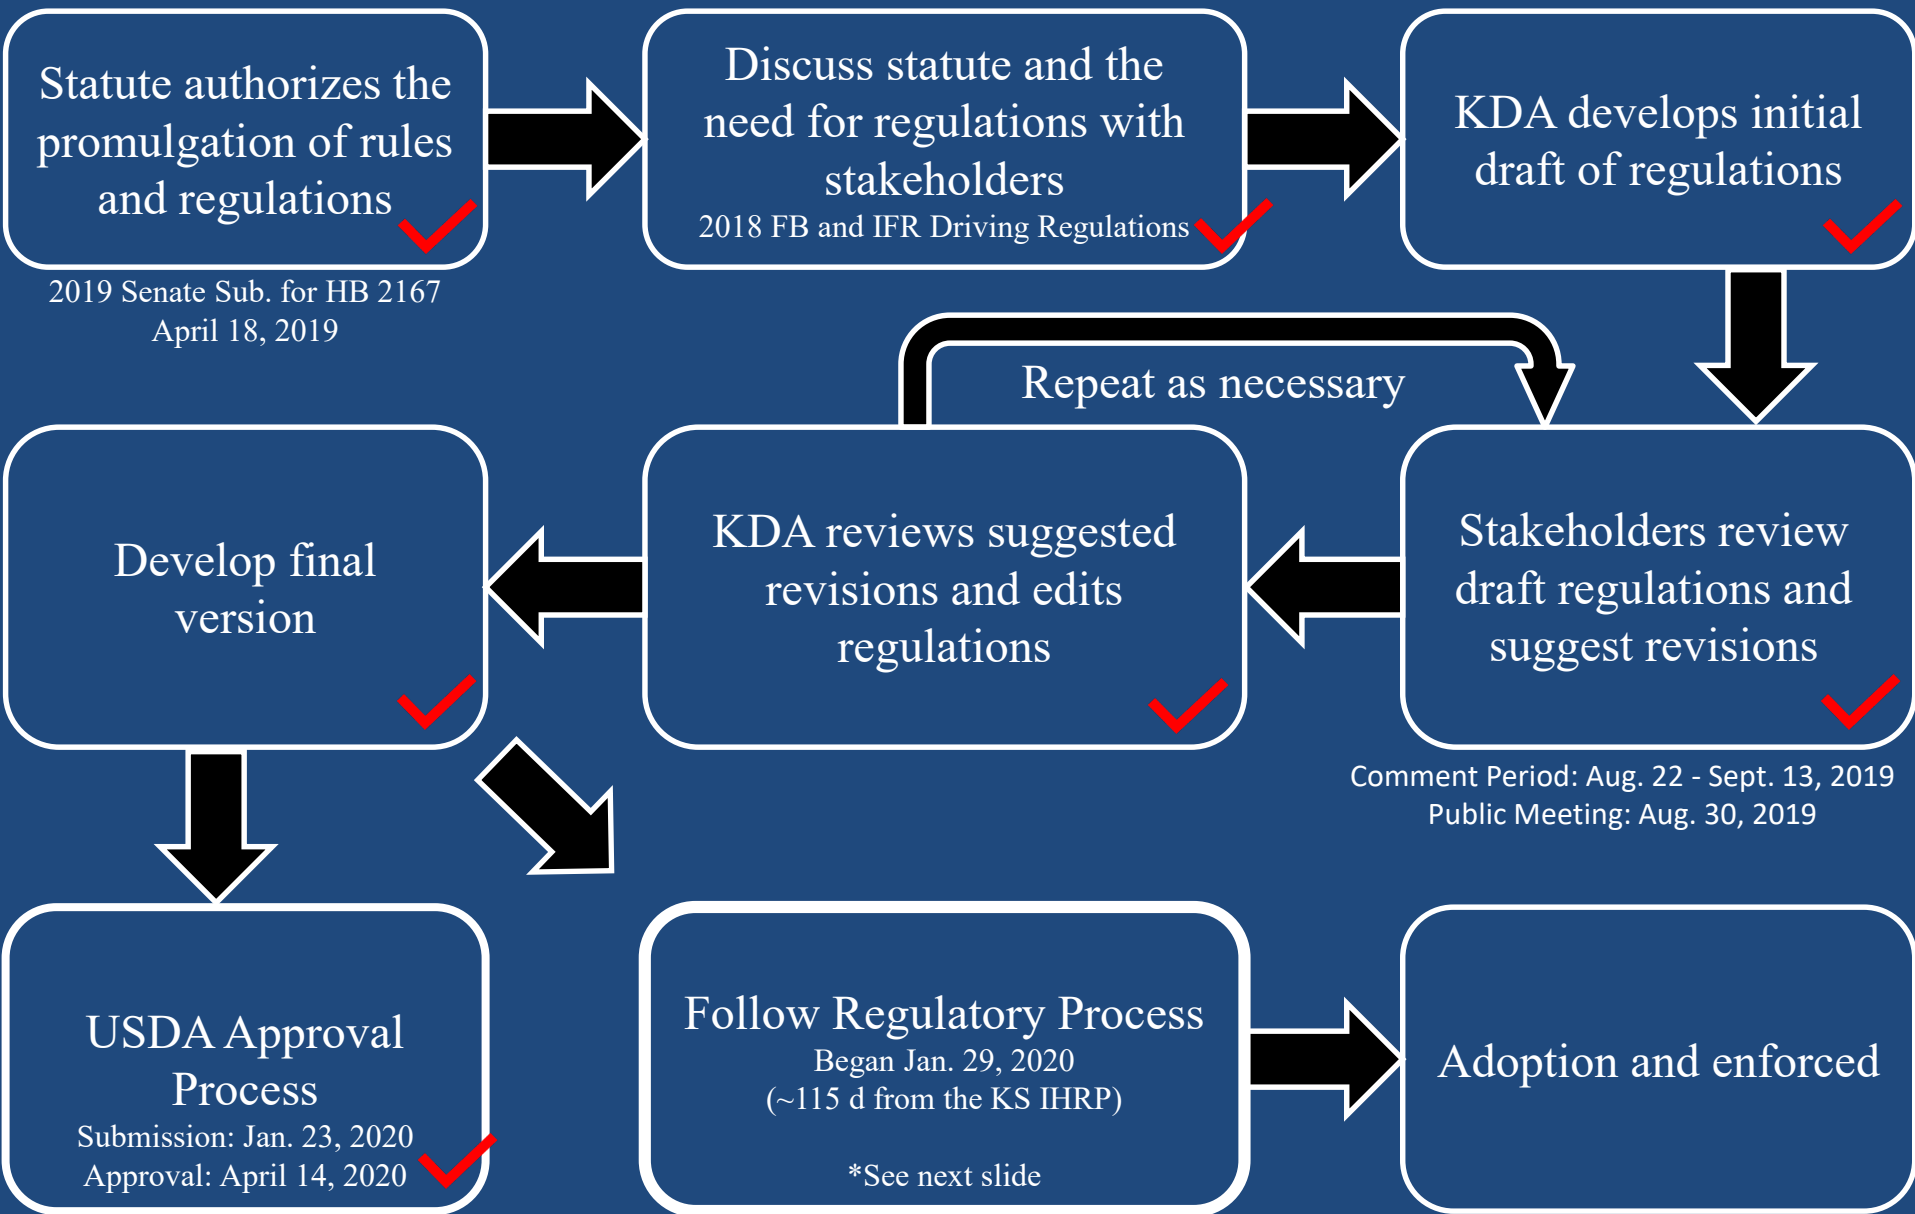 Statute authorizes the
promulgation of rules
and regulations
2019 Senate Sub. for HB 2167
April 18, 2019
Discuss statute and the
need for regulations with
stakeholders
2018 FB and IFR Driving Regulations
KDA develops initial
draft of regulations
Repeat as necessary
Stakeholders review
draft regulations and
suggest revisions
Comment Period: Aug. 22 - Sept. 13, 2019
Public Meeting: Aug. 30, 2019
KDA reviews suggested
revisions and edits
regulations
Develop final
version
USDA Approval
Process
Submission: Jan. 23, 2020
Approval: April 14, 2020
Follow Regulatory Process
Began Jan. 29, 2020
(~115 d from the KS IHRP)
*See next slide
Adoption and enforced